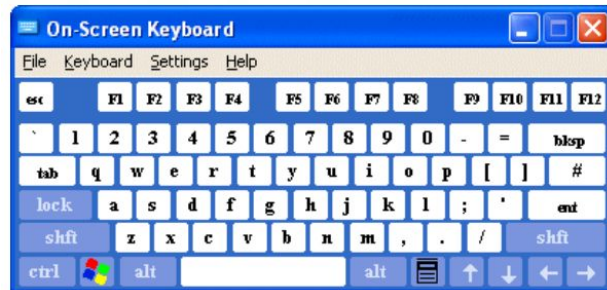 On-Screen Keyboard
File Keyboard Settings Help
esc F1 F2 F3 F4 F5 F6 F7 F8 F9 F10 F11 F12
` 1 2 3 4 5 6 7 8 9 0 - = bksp
tab q w e r t y u i o p [ ] #
lock a s d f g h j k l ; ' ent
shft z x c v b n m , . / shft
ctrl alt alt ↑ ↓ ← →